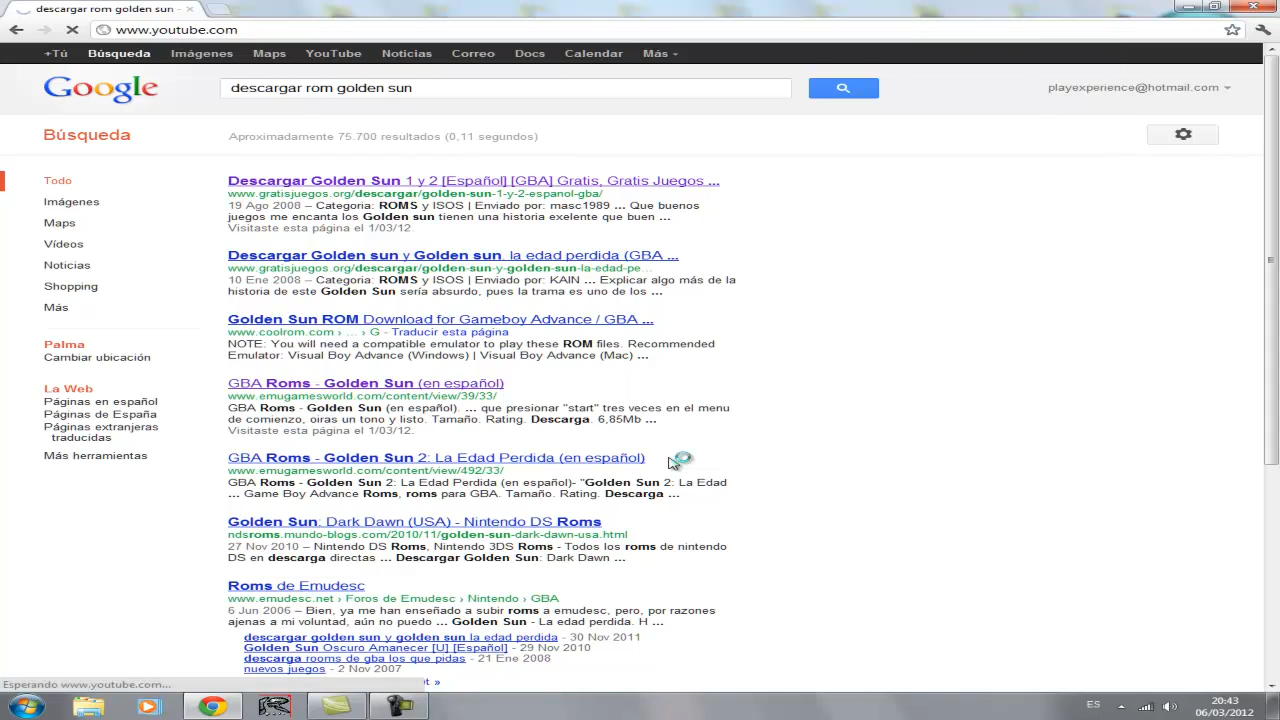 descargar rom golden sun -
www.youtube.com
+Tú Búsqueda Imágenes Maps YouTube Noticias Correo Docs Calendar Más
Google
descargar rom golden sun
playexperience@hotmail.com
Búsqueda
Aproximadamente 75.700 resultados (0,11 segundos)
Todo
Imágenes
Maps
Vídeos
Noticias
Shopping
Más
Palma
Cambiar ubicación
La Web
Páginas en español
Páginas de España
Páginas extranjeras
traducidas
Más herramientas
Descargar Golden Sun 1 y 2 [Español] [GBA] Gratis, Gratis Juegos ...
www.gratisjuegos.org/descargar/golden-sun-1-y-2-espanol-gba/
19 Ago 2008 – Categoria: ROMS y ISOS | Enviado por: masc1989 ... Que buenos
juegos me encanta los Golden sun tienen una historia exelente que buen ...
Visitaste esta página el 1/03/12.
Descargar Golden sun y Golden sun. la edad perdida (GBA ...
www.gratisjuegos.org/descargar/golden-sun-y-golden-sun-la-edad-pe...
10 Ene 2008 – Categoria: ROMS y ISOS | Enviado por: KAIN ... Explicar algo más de la
historia de este Golden Sun sería absurdo, pues la trama es uno de los ...
Golden Sun ROM Download for Gameboy Advance / GBA ...
www.coolrom.com › ... › G - Traducir esta página
NOTE: You will need a compatible emulator to play these ROM files. Recommended
Emulator: Visual Boy Advance (Windows) | Visual Boy Advance (Mac) ...
GBA Roms - Golden Sun (en español)
www.emugamesworld.com/content/view/39/33/
GBA Roms - Golden Sun (en español). ... que presionar "start" tres veces en el menu
de comienzo, oiras un tono y listo. Tamaño. Rating. Descarga. 6,85Mb ...
Visitaste esta página el 1/03/12.
GBA Roms - Golden Sun 2: La Edad Perdida (en español)
www.emugamesworld.com/content/view/492/33/
GBA Roms - Golden Sun 2: La Edad Perdida (en español)- "Golden Sun 2: La Edad
... Game Boy Advance Roms, roms para GBA. Tamaño. Rating. Descarga ...
Golden Sun: Dark Dawn (USA) - Nintendo DS Roms
ndsroms.mundo-blogs.com/2010/11/golden-sun-dark-dawn-usa.html
27 Nov 2010 – Nintendo DS Roms, Nintendo 3DS Roms - Todos los roms de nintendo
DS en descarga directas ... Descargar Golden Sun: Dark Dawn ...
Roms de Emudesc
www.emudesc.net › Foros de Emudesc › Nintendo › GBA
6 Jun 2006 – Bien, ya me han enseñado a subir roms a emudesc, pero, por razones
ajenas a mi voluntad, aún no puedo ... Golden Sun - La edad perdida. H ...
descargar golden sun y golden sun la edad perdida - 30 Nov 2011
Golden Sun Oscuro Amanecer [U] [Español] - 29 Nov 2010
descarga rooms de gba los que pidas - 21 Ene 2008
nuevos juegos - 2 Nov 2007
Esperando www.youtube.com...
ES
20:43
06/03/2012